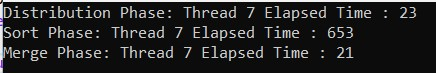 Distribution Phase: Thread 7 Elapsed Time : 23
Sort Phase: Thread 7 Elapsed Time : 653
Merge Phase: Thread 7 Elapsed Time : 21